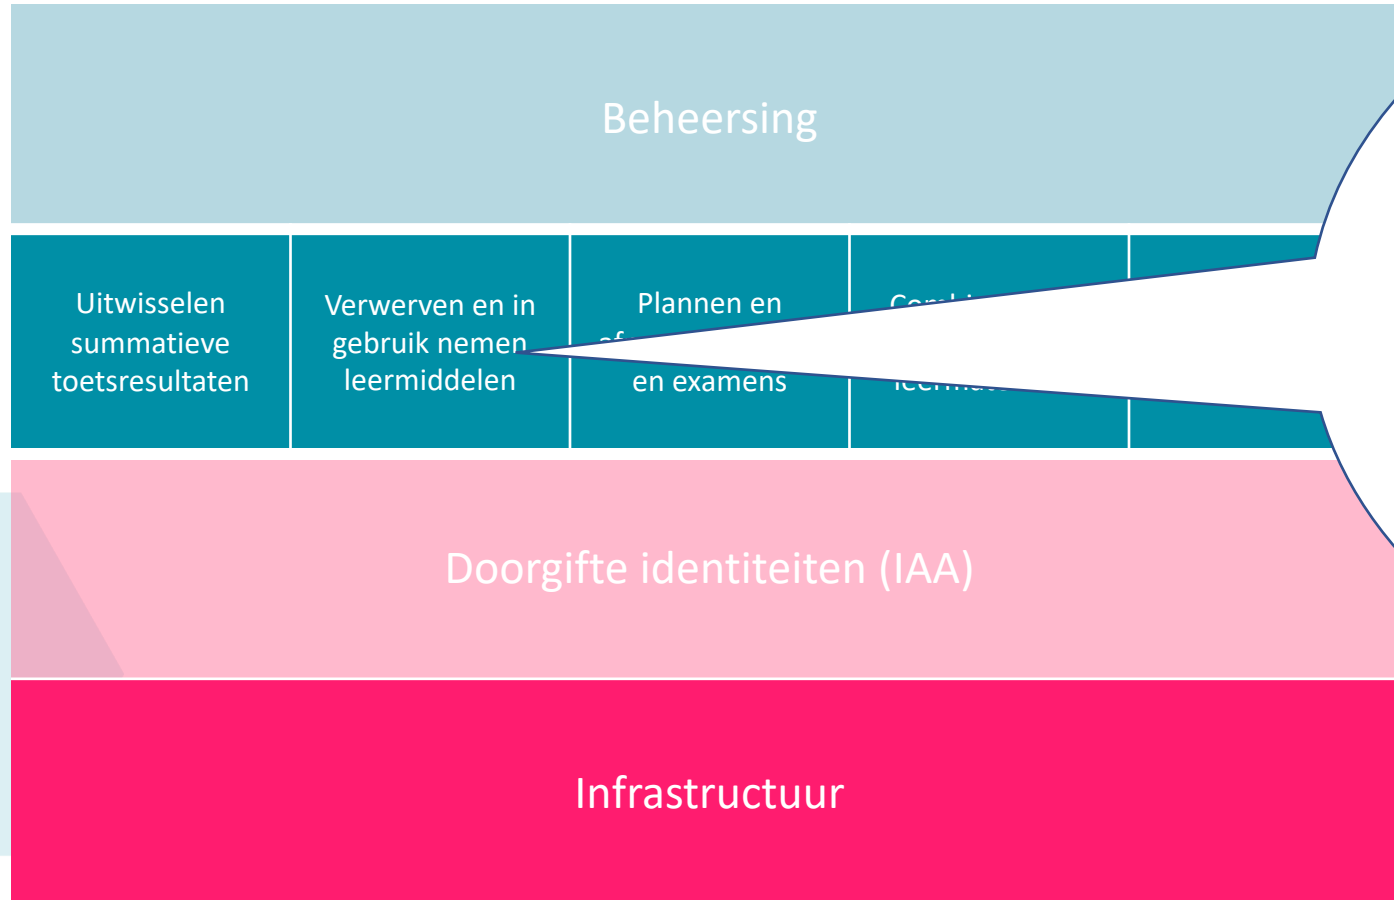 Beheersing
Uitwisselen
summatieve
toetsresultaten
Verwerven en in
gebruik nemen
leermiddelen
Plannen en
en examens
Doorgifte identiteiten (IAA)
Infrastructuur